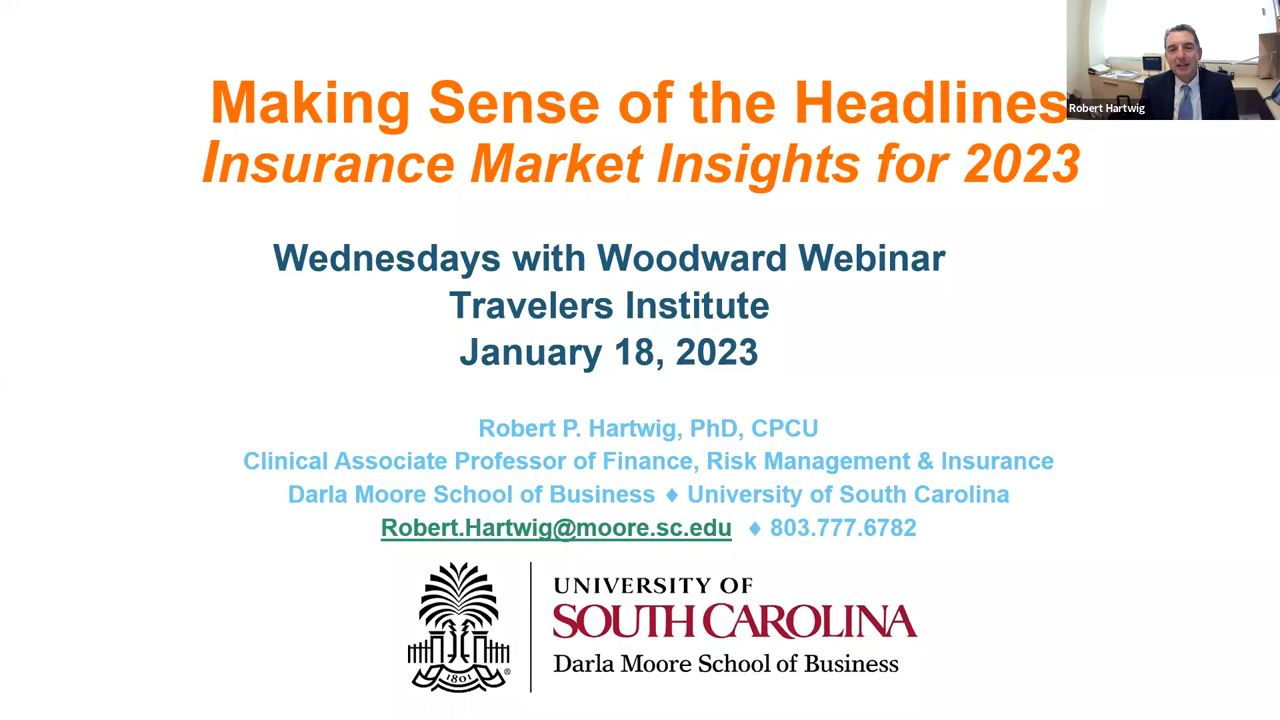 Making Sense of the Headlines
Robert Hartwig
Insurance Market Insights for 2023
Wednesdays with Woodward Webinar
Travelers Institute
January 18, 2023
Robert P. Hartwig, PhD, CPCU
Clinical Associate Professor of Finance, Risk Management & Insurance
Darla Moore School of Business ♦ University of South Carolina
Robert.Hartwig@moore.sc.edu ♦ 803.777.6782
UNIVERSITY OF
SOUTH CAROLINA
Darla Moore School of Business
1801
®